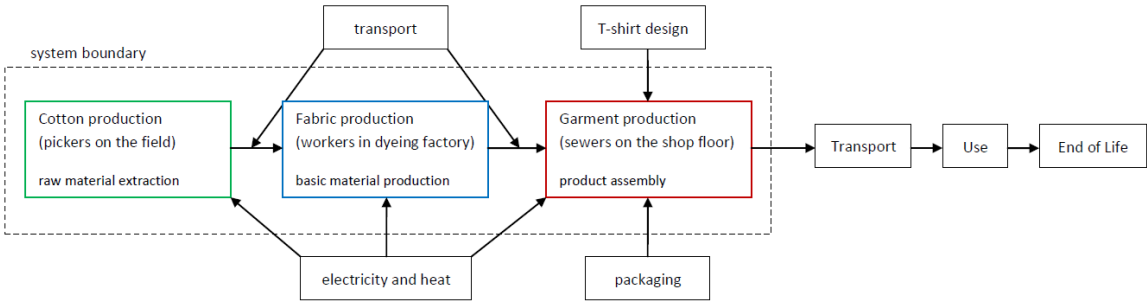 transport
T-shirt design
system boundary
Cotton production
(pickers on the field)
raw material extraction
Fabric production
(workers in dyeing factory)
basic material production
Garment production
(sewers on the shop floor)
product assembly
Transport
Use
End of Life
electricity and heat
packaging